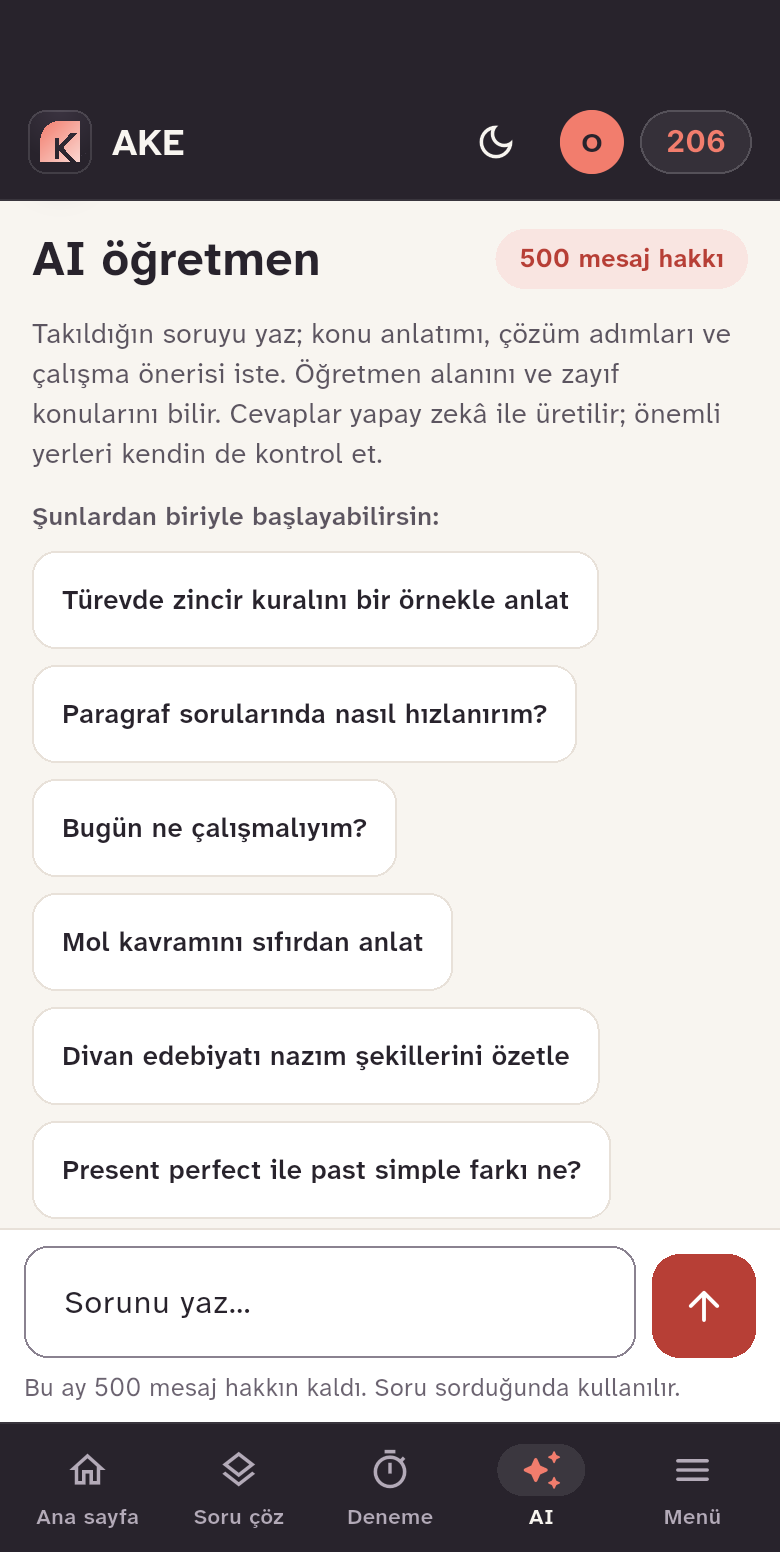 K AKE O 206
AI öğretmen
500 mesaj hakkı
Takıldığın soruyu yaz; konu anlatımı, çözüm adımları ve
çalışma önerisi iste. Öğretmen alanını ve zayıf
konularını bilir. Cevaplar yapay zekâ ile üretilir; önemli
yerleri kendin de kontrol et.
Şunlardan biriyle başlayabilirsin:
Türevde zincir kuralını bir örnekle anlat
Paragraf sorularında nasıl hızlanırım?
Bugün ne çalışmalıyım?
Mol kavramını sıfırdan anlat
Divan edebiyatı nazım şekillerini özetle
Present perfect ile past simple farkı ne?
Sorunu yaz...
Bu ay 500 mesaj hakkın kaldı. Soru sorduğunda kullanılır.
Ana sayfa Soru çöz Deneme AI Menü